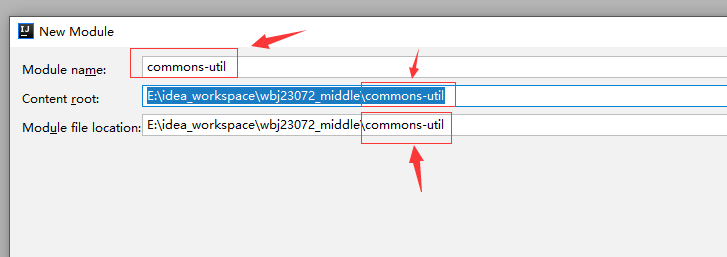 IJ
New Module
Module name: commons-util
Content root: E:\idea_workspace\wbj23072_middle\commons-util
Module file location: E:\idea_workspace\wbj23072_middle\commons-util